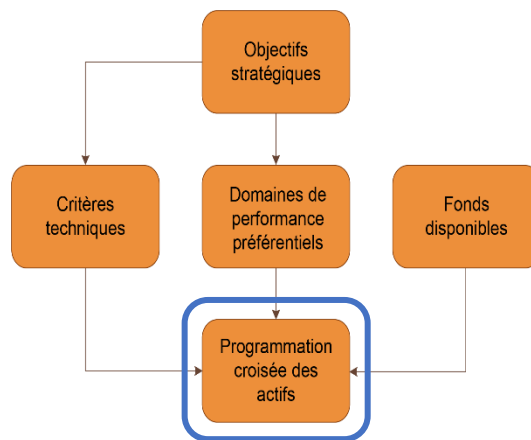 Objectifs
stratégiques
Critères
techniques
Domaines de
performance
préférentiels
Fonds
disponibles
Programmation
croisée des
actifs